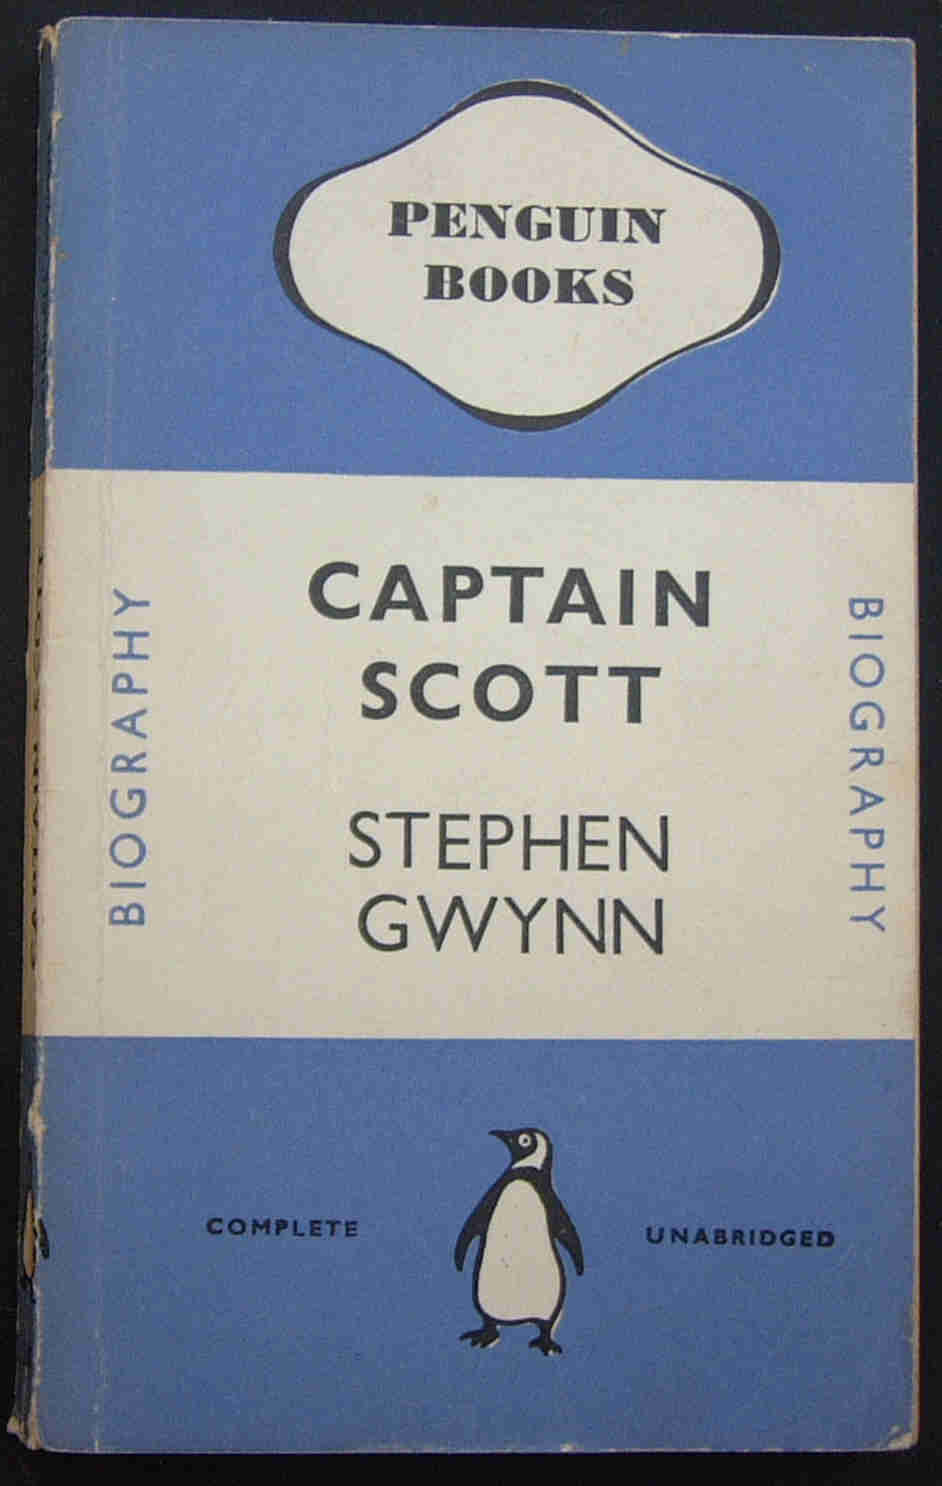 PENGUIN
BOOKS
CAPTAIN
SCOTT
STEPHEN
GWYNN
BIOGRAPHY
BIOGRAPHY
COMPLETE
UNABRIDGED